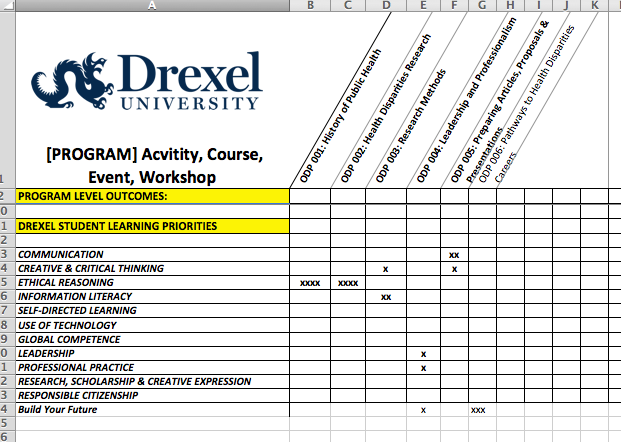 A B C D E F G H I J K
Drexel
UNIVERSITY
[PROGRAM] Acvitity, Course,
Event, Workshop
ODP 001: History of Public Health
ODP 002: Health Disparities Research
ODP 003: Research Methods
ODP 004: Leadership and Professionalism
ODP 005: Preparing Articles, Proposals &
Presentations.
ODP 006: Pathways to Health Disparities
Careers
1
2 PROGRAM LEVEL OUTCOMES:
0
1 DREXEL STUDENT LEARNING PRIORITIES
2
3 COMMUNICATION xx
4 CREATIVE & CRITICAL THINKING x x
5 ETHICAL REASONING xxxx xxxx
6 INFORMATION LITERACY xx
7 SELF-DIRECTED LEARNING
8 USE OF TECHNOLOGY
9 GLOBAL COMPETENCE
0 LEADERSHIP x
1 PROFESSIONAL PRACTICE x
2 RESEARCH, SCHOLARSHIP & CREATIVE EXPRESSION
3 RESPONSIBLE CITIZENSHIP
4 Build Your Future x xxx
5
6